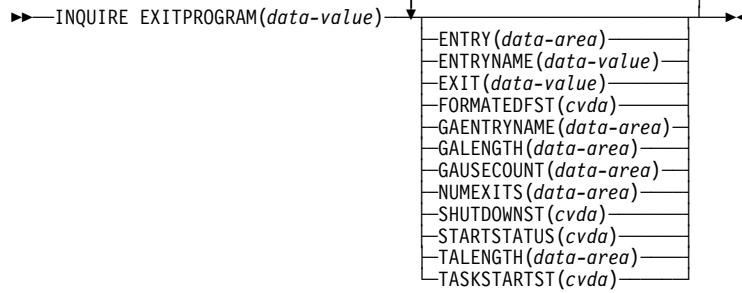 INQUIRE EXITPROGRAM(data-value)
ENTRY(data-area)
ENTRYNAME(data-value)
EXIT(data-value)
FORMATEDFST(cvda)
GAENTRYNAME(data-area)
GALENGTH(data-area)
GAUSECOUNT(data-area)
NUMEXITS(data-area)
SHUTDOWNST(cvda)
STARTSTATUS(cvda)
TALENGTH(data-area)
TASKSTARTST(cvda)